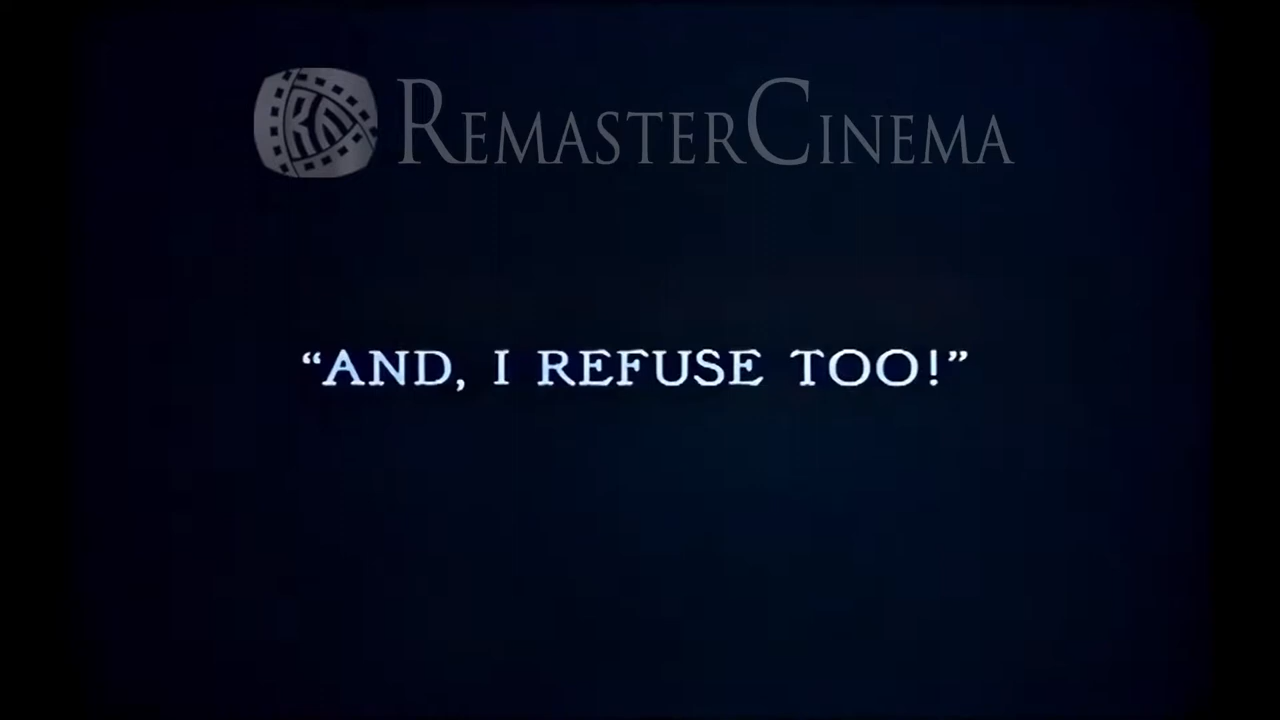 REMASTERCINEMA
“AND, I REFUSE TOO!”